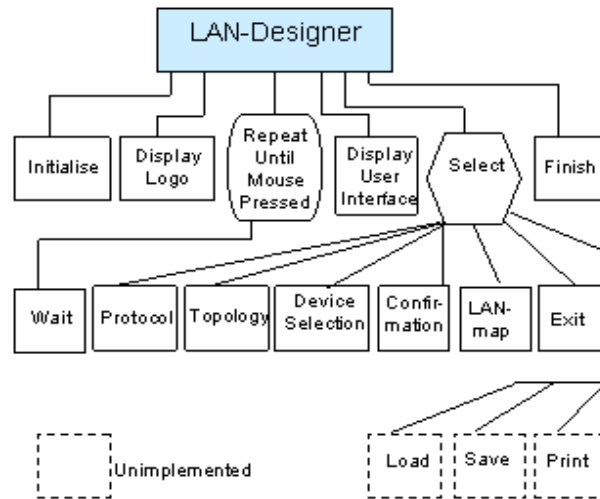 LAN-Designer
Initialise
Display
Logo
Repeat
Until
Mouse
Pressed
Display
User
Interface
Select
Finish
Wait
Protocol
Topology
Device
Selection
Confir-
mation
LAN-
map
Exit
Unimplemented
Load
Save
Print